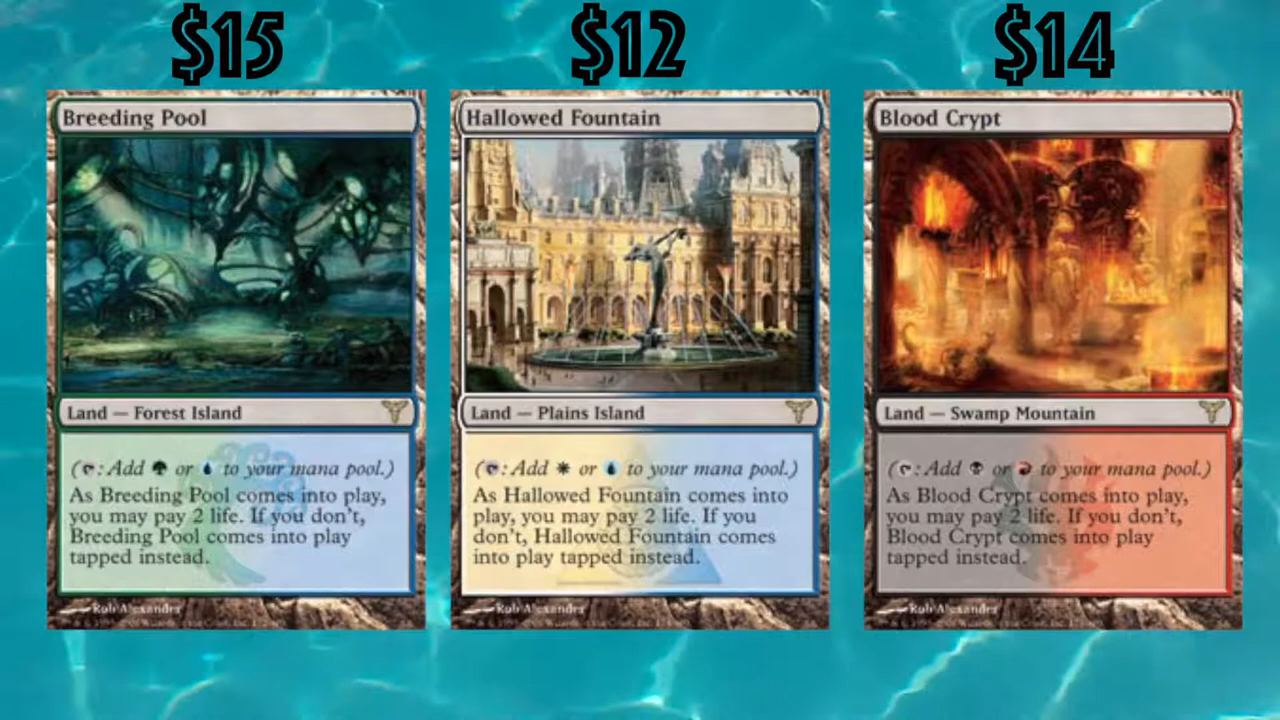 $15
$12
$14
Breeding Pool
Land — Forest Island
( : Add or to your mana pool.)
As Breeding Pool comes into play,
you may pay 2 life. If you don't,
Breeding Pool comes into play
tapped instead.
Rob Alexander
Hallowed Fountain
Land — Plains Island
( : Add or to your mana pool.)
As Hallowed Fountain comes into
play, you may pay 2 life. If you
don't, Hallowed Fountain comes
into play tapped instead.
Rob Alexander
Blood Crypt
Land — Swamp Mountain
( : Add or to your mana pool.)
As Blood Crypt comes into play,
you may pay 2 life. If you don't,
Blood Crypt comes into play
tapped instead.
Rob Alexander